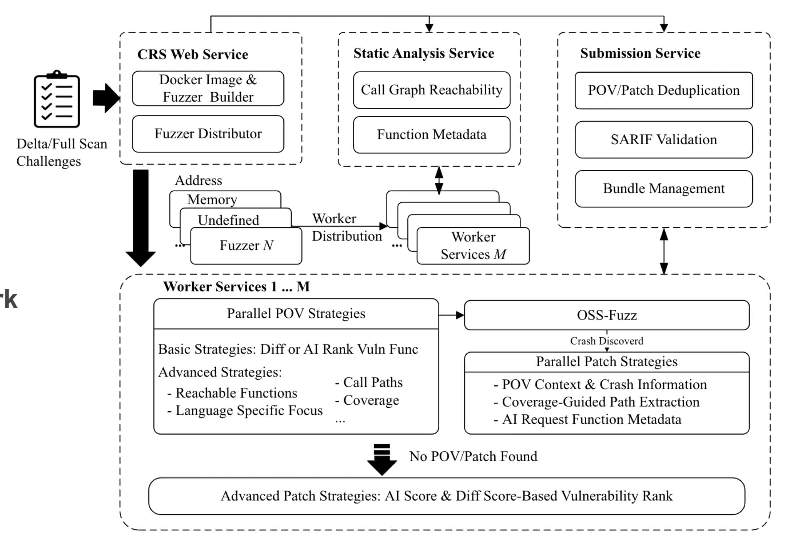 CRS Web Service
Docker Image &
Fuzzer Builder
Fuzzer Distributor
Static Analysis Service
Call Graph Reachability
Function Metadata
Submission Service
POV/Patch Deduplication
SARIF Validation
Bundle Management
Delta/Full Scan
Challenges
Address
Memory
Undefined
...
Fuzzer N
Worker
Distribution
...
Worker
Services M
rk
Worker Services 1 ... M
Parallel POV Strategies
Basic Strategies: Diff or AI Rank Vuln Func
Advanced Strategies:
- Reachable Functions
- Language Specific Focus
- Call Paths
- Coverage
...
OSS-Fuzz
Crash Discoverd
Parallel Patch Strategies
- POV Context & Crash Information
- Coverage-Guided Path Extraction
- AI Request Function Metadata
No POV/Patch Found
Advanced Patch Strategies: AI Score & Diff Score-Based Vulnerability Rank